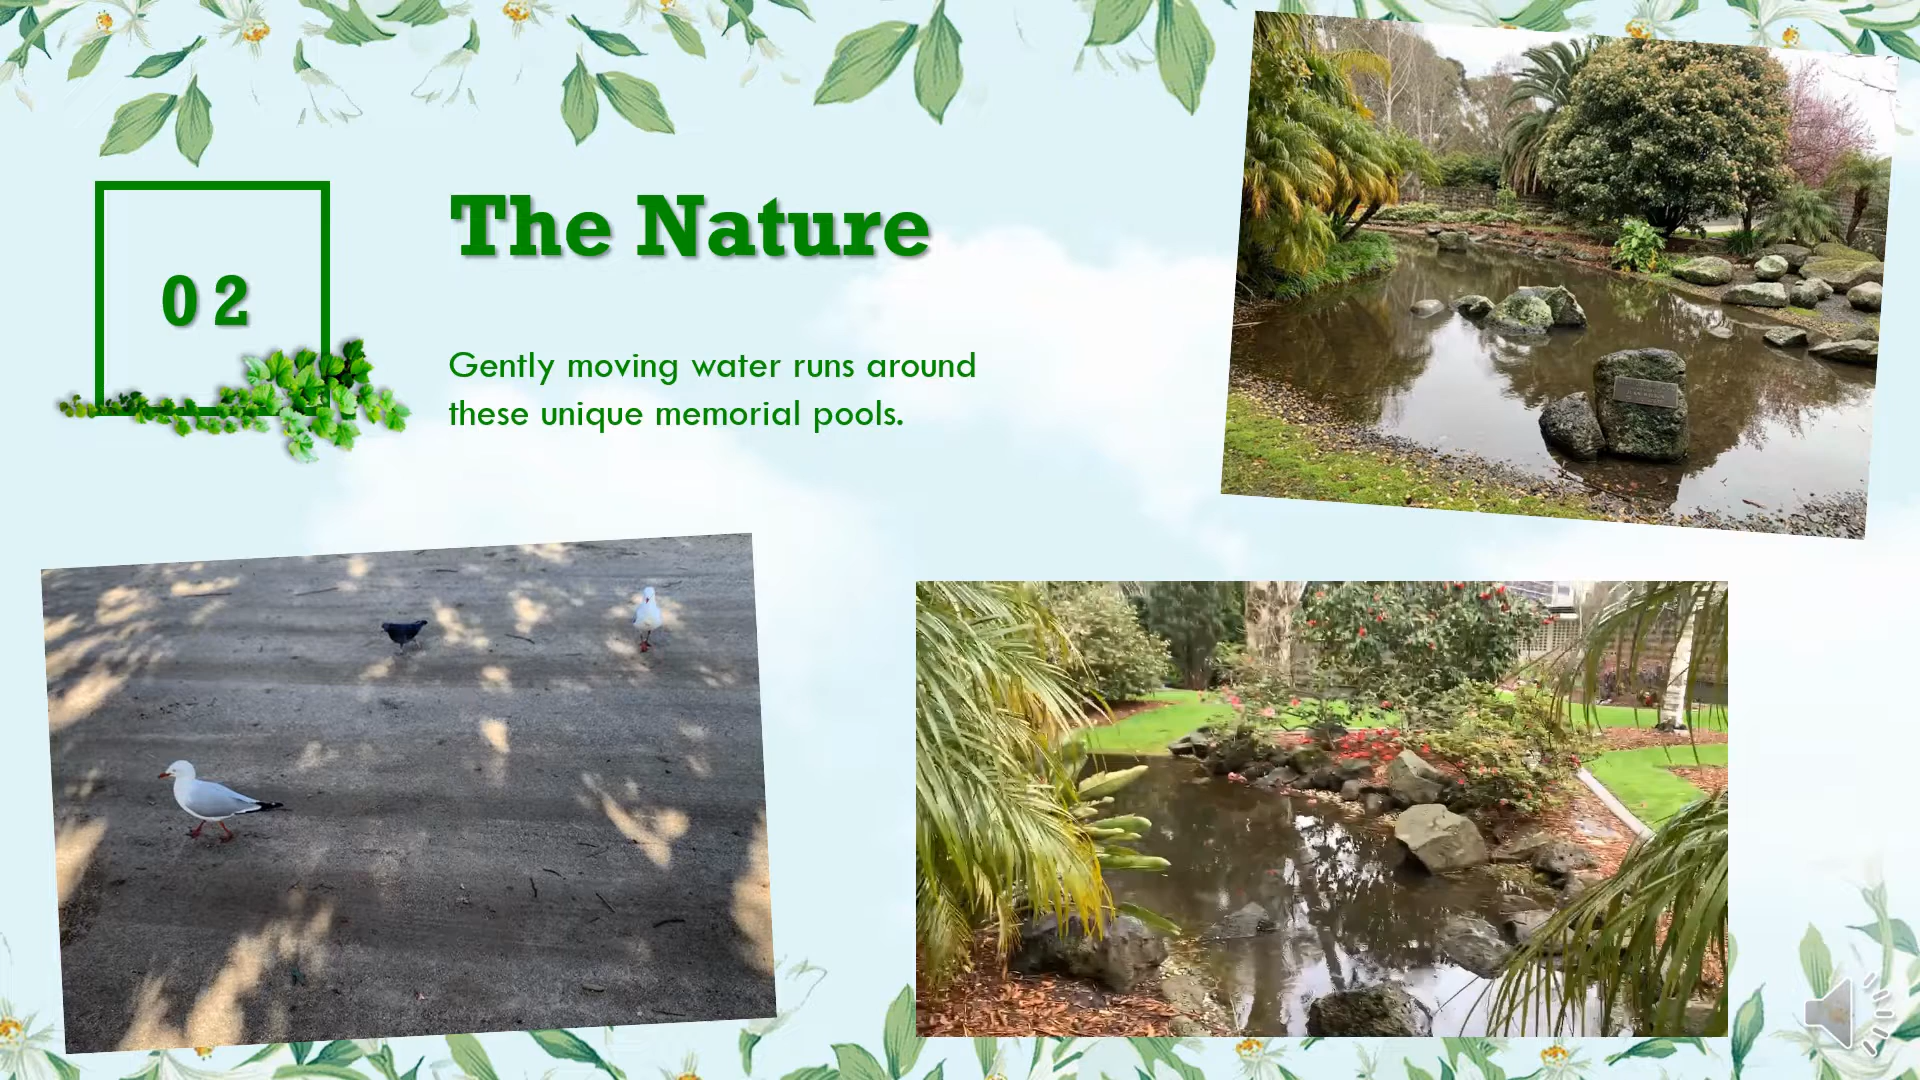 02
The Nature
Gently moving water runs around
these unique memorial pools.